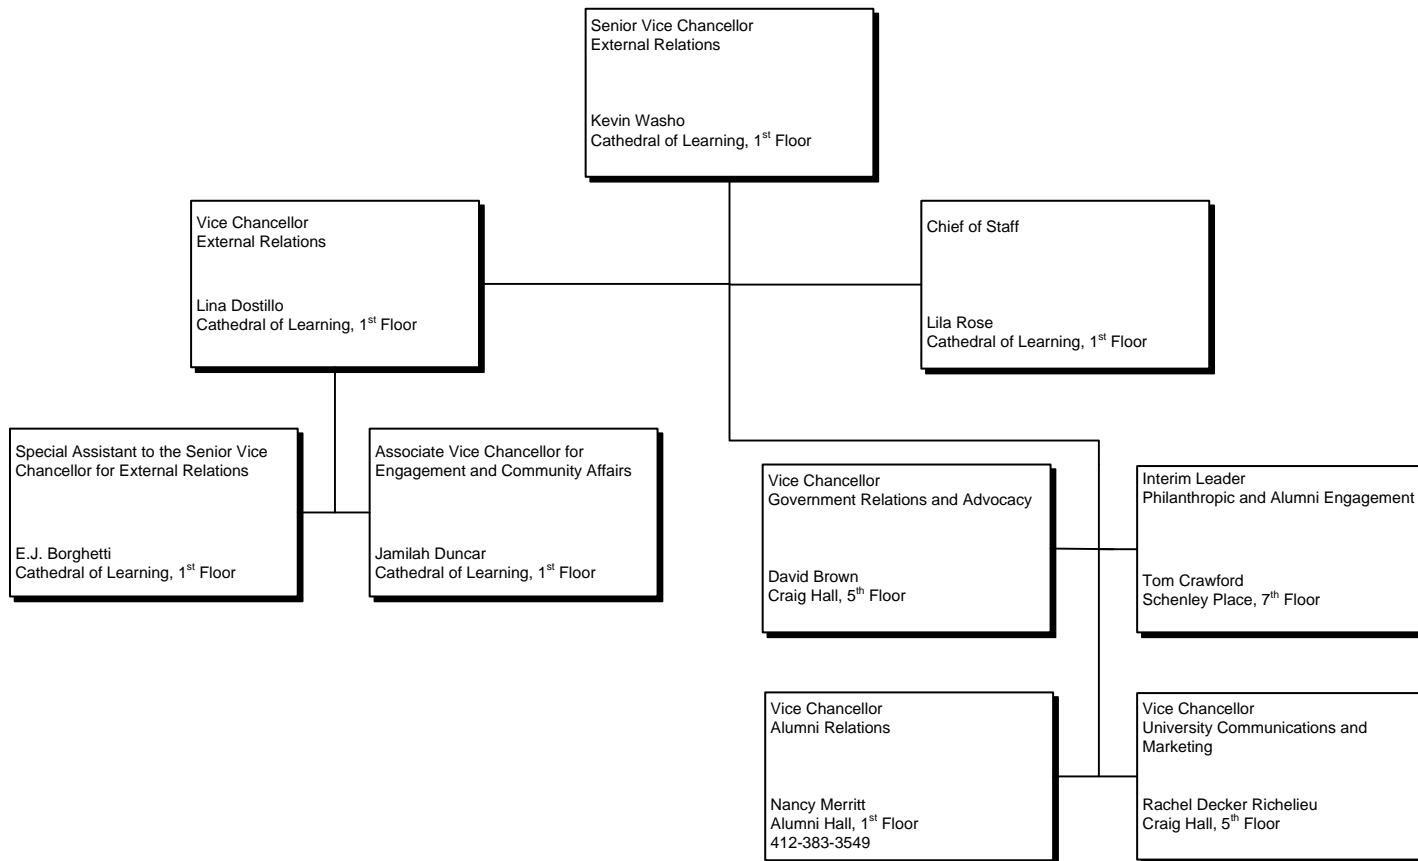 Senior Vice Chancellor
External Relations
Kevin Washo
Cathedral of Learning, 1st Floor
Vice Chancellor
External Relations
Lina Dostillo
Cathedral of Learning, 1st Floor
Chief of Staff
Lila Rose
Cathedral of Learning, 1st Floor
Special Assistant to the Senior Vice
Chancellor for External Relations
E.J. Borghetti
Cathedral of Learning, 1st Floor
Associate Vice Chancellor for
Engagement and Community Affairs
Jamilah Duncar
Cathedral of Learning, 1st Floor
Vice Chancellor
Government Relations and Advocacy
David Brown
Craig Hall, 5th Floor
Interim Leader
Philanthropic and Alumni Engagement
Tom Crawford
Schenley Place, 7th Floor
Vice Chancellor
Alumni Relations
Nancy Merritt
Alumni Hall, 1st Floor
412-383-3549
Vice Chancellor
University Communications and
Marketing
Rachel Decker Richelieu
Craig Hall, 5th Floor